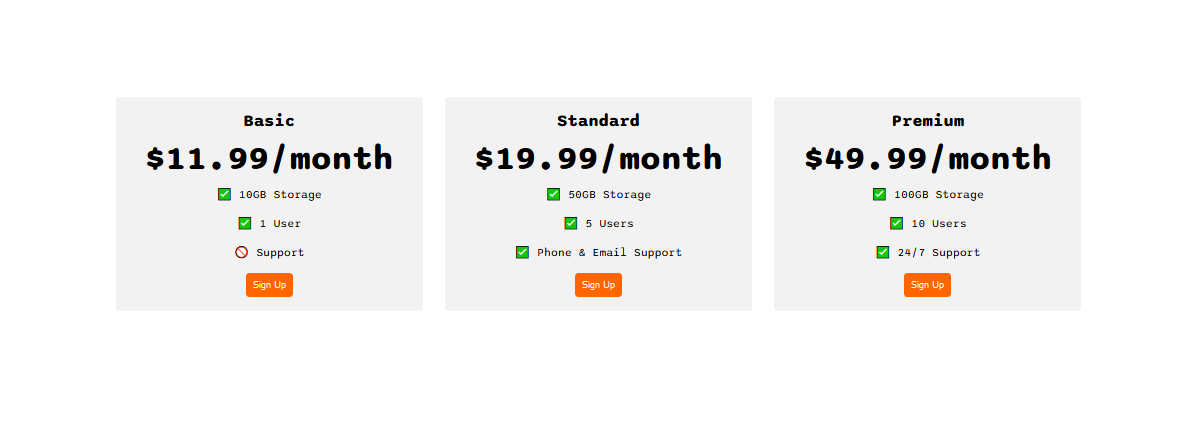 Basic
$11.99/month
✅ 10GB Storage
✅ 1 User
🚫 Support
Sign Up
Standard
$19.99/month
✅ 50GB Storage
✅ 5 Users
✅ Phone & Email Support
Sign Up
Premium
$49.99/month
✅ 100GB Storage
✅ 10 Users
✅ 24/7 Support
Sign Up